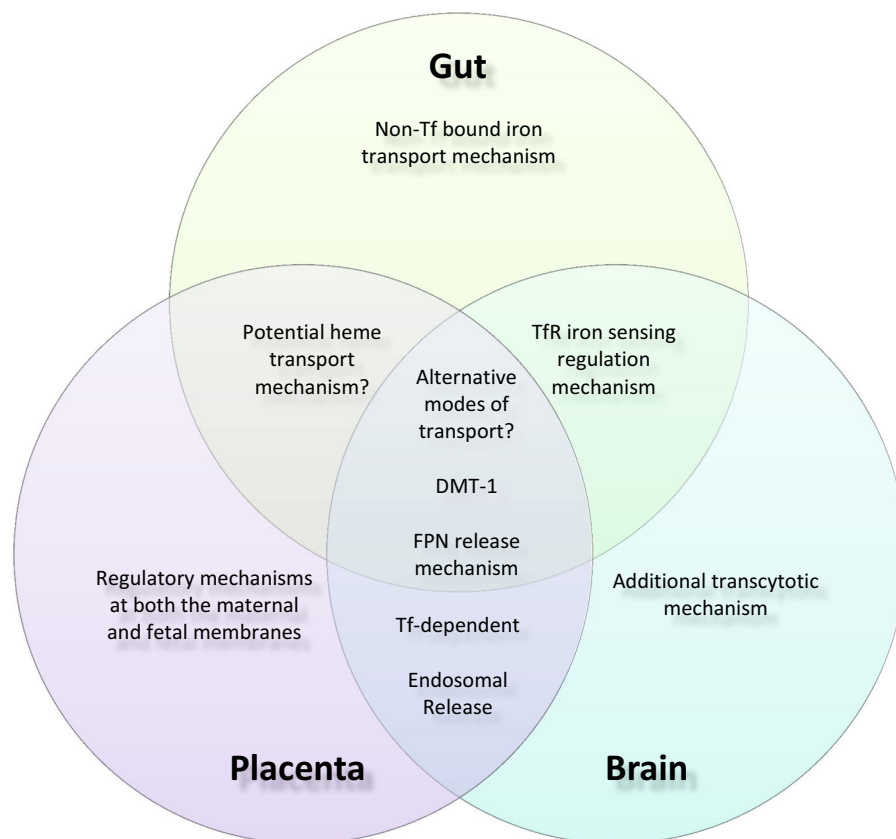 Gut
Non-Tf bound iron
transport mechanism
Potential heme
transport
mechanism?
TfR iron sensing
regulation
mechanism
Alternative
modes of
transport?
DMT-1
FPN release
mechanism
Regulatory mechanisms
at both the maternal
and fetal membranes
Additional transcytotic
mechanism
Tf-dependent
Endosomal
Release
Placenta
Brain